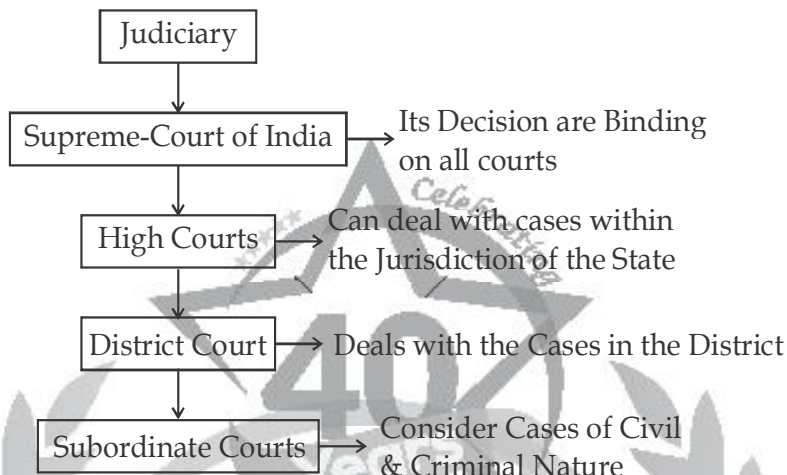 Judiciary
Supreme-Court of India
Its Decision are Binding
on all courts
High Courts
Can deal with cases within
the Jurisdiction of the State
District Court
Deals with the Cases in the District
Subordinate Courts
Consider Cases of Civil
& Criminal Nature
Celebrating
40